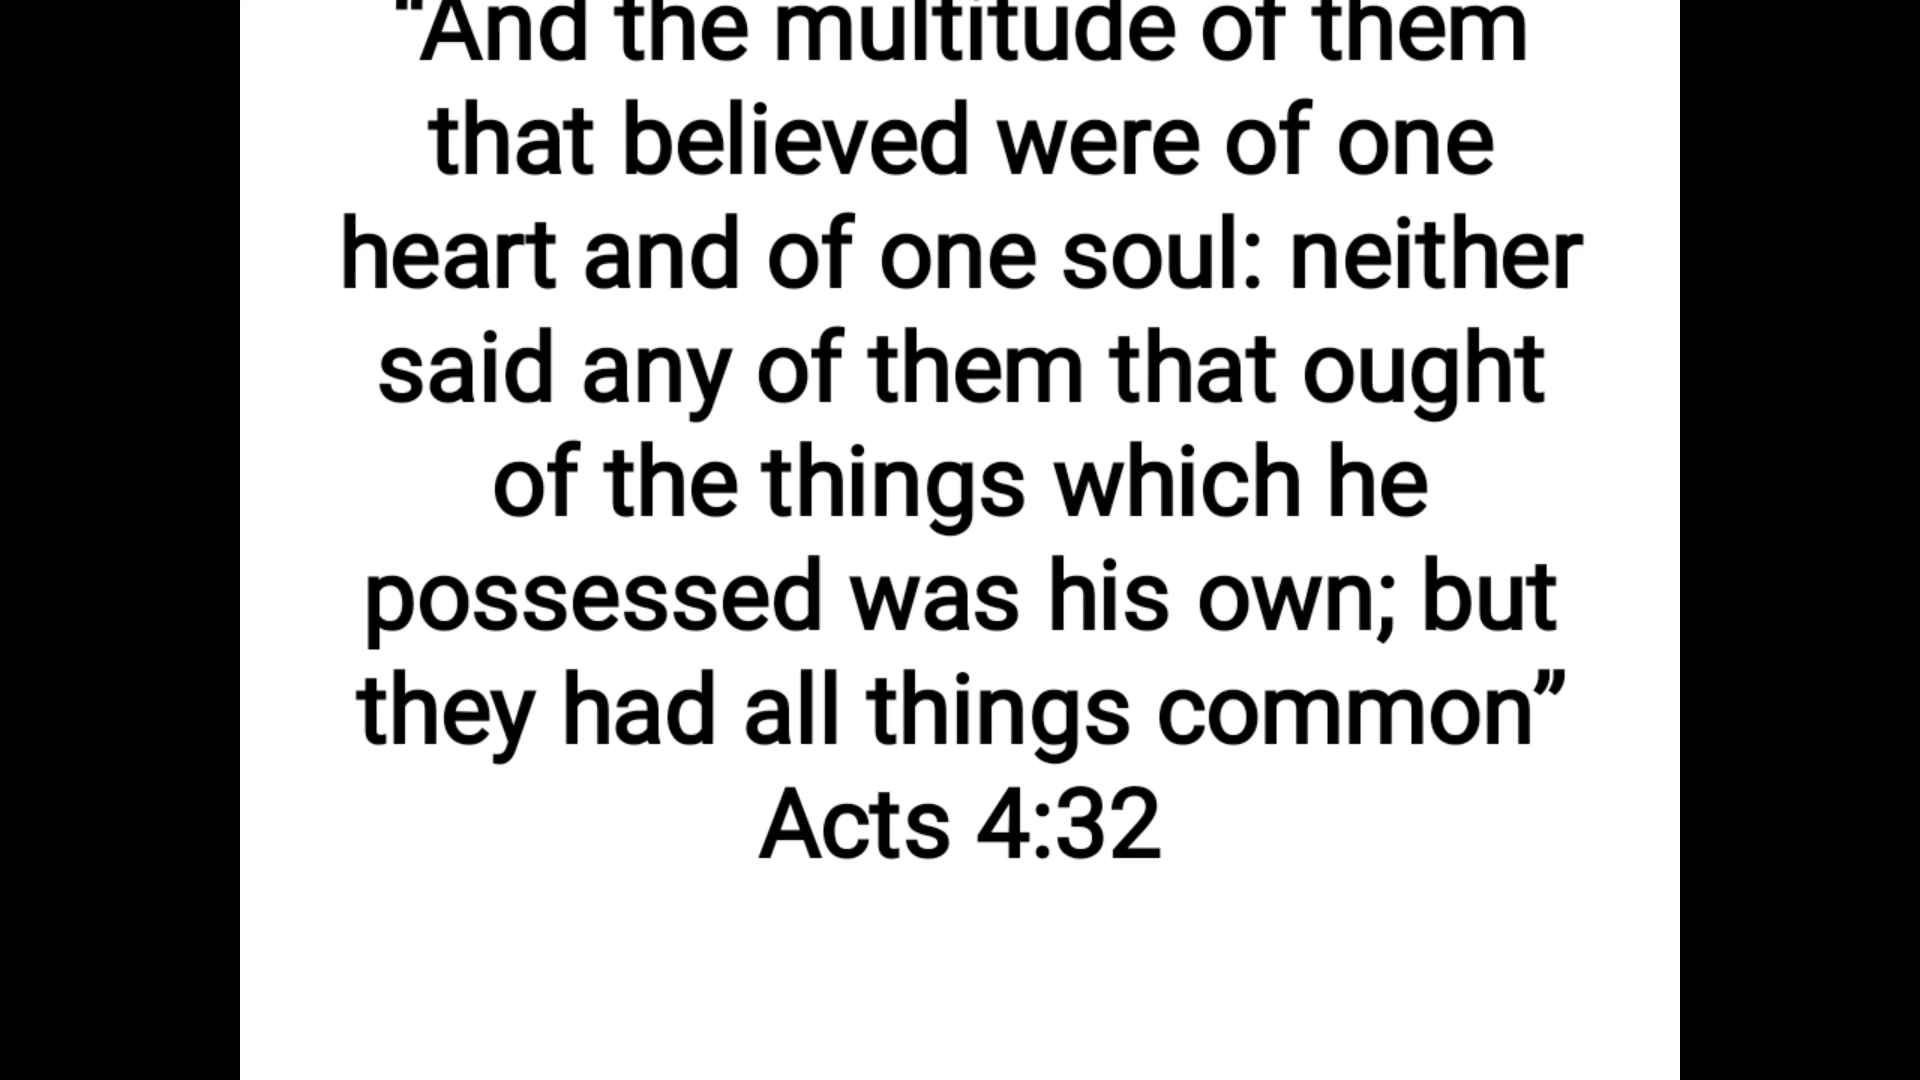 “And the multitude of them
that believed were of one
heart and of one soul: neither
said any of them that ought
of the things which he
possessed was his own; but
they had all things common”
Acts 4:32